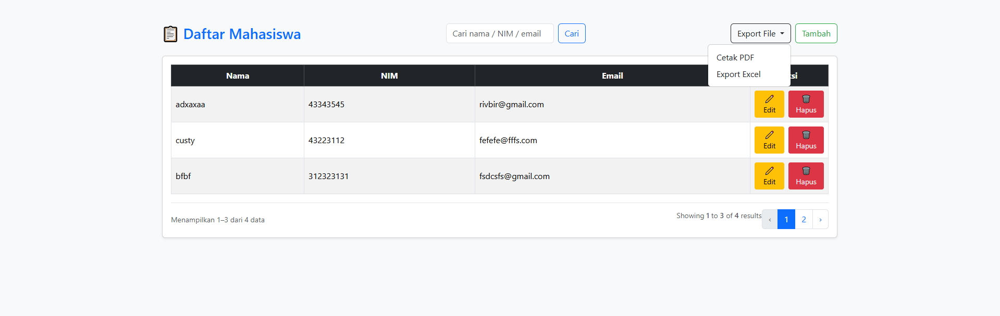 Daftar Mahasiswa
Cari nama / NIM / email
Cari
Export File
Tambah
Cetak PDF
Export Excel
Nama NIM Email
adxaxaa 43343545 rivbir@gmail.com Edit Hapus
custy 43223112 fefefe@fffs.com Edit Hapus
bfbf 312323131 fsdcsfs@gmail.com Edit Hapus
Menampilkan 1–3 dari 4 data
Showing 1 to 3 of 4 results ‹ 1 2 ›